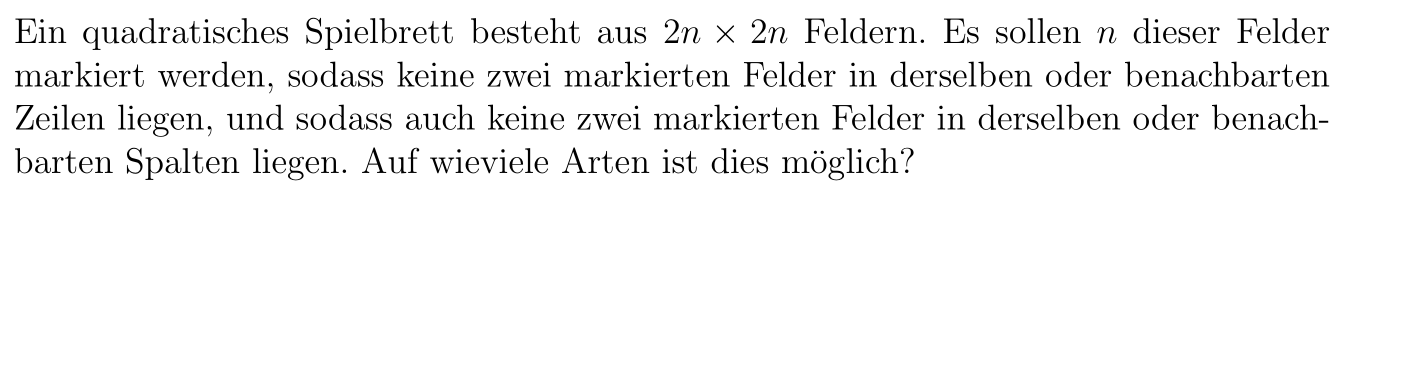 Ein quadratisches Spielbrett besteht aus 2n × 2n Feldern. Es sollen n dieser Felder
markiert werden, sodass keine zwei markierten Felder in derselben oder benachbarten
Zeilen liegen, und sodass auch keine zwei markierten Felder in derselben oder benach-
barten Spalten liegen. Auf wieviele Arten ist dies möglich?